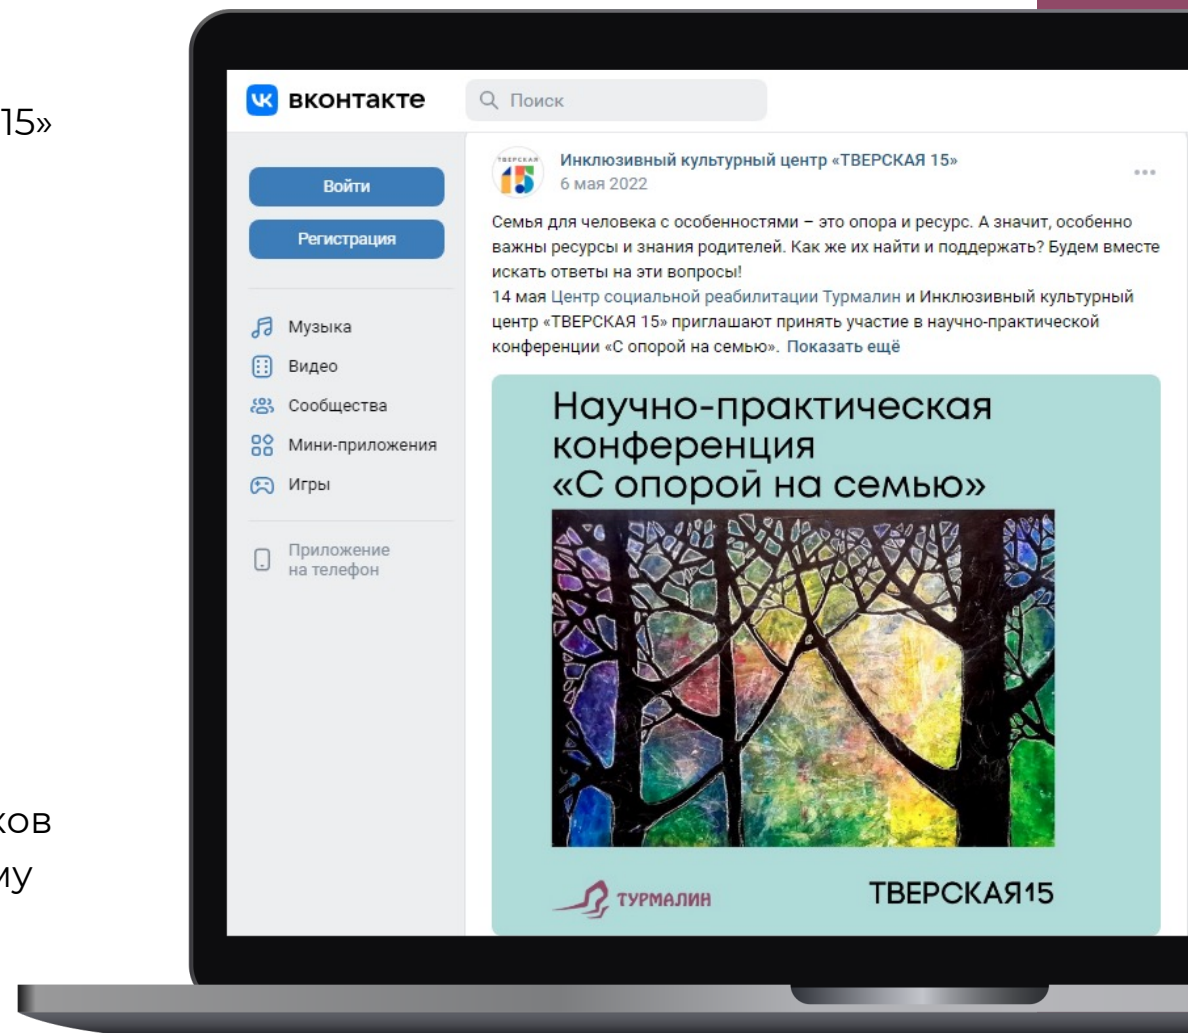 15»
ков
му
вконтакте
Поиск
Войти
Регистрация
Музыка
Видео
Сообщества
Мини-приложения
Игры
Приложение
на телефон
ТВЕРСКАЯ
15
Инклюзивный культурный центр «ТВЕРСКАЯ 15»
6 мая 2022
Семья для человека с особенностями – это опора и ресурс. А значит, особенно
важны ресурсы и знания родителей. Как же их найти и поддержать? Будем вместе
искать ответы на эти вопросы!
14 мая Центр социальной реабилитации Турмалин и Инклюзивный культурный
центр «ТВЕРСКАЯ 15» приглашают принять участие в научно-практической
конференции «С опорой на семью». Показать ещё
Научно-практическая
конференция
«С опорой на семью»
ТУРМАЛИН
ТВЕРСКАЯ15